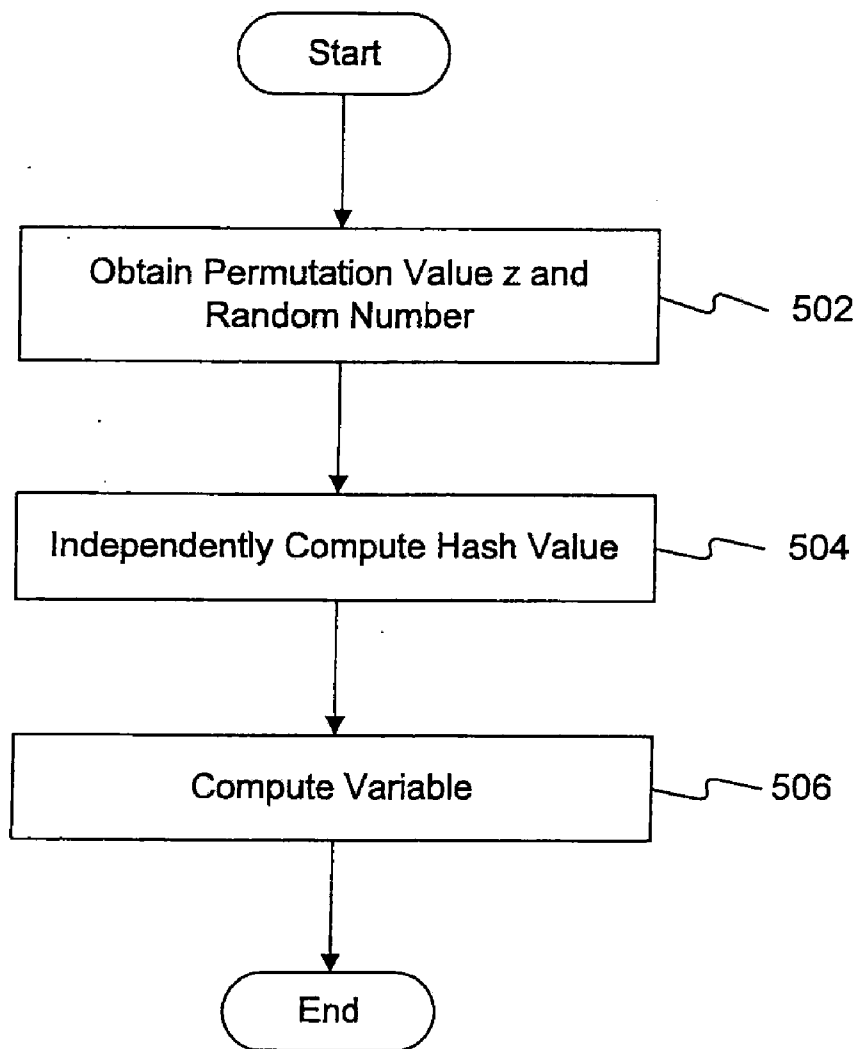 Start
Obtain Permutation Value z and
Random Number
502
Independently Compute Hash Value
504
Compute Variable
506
End